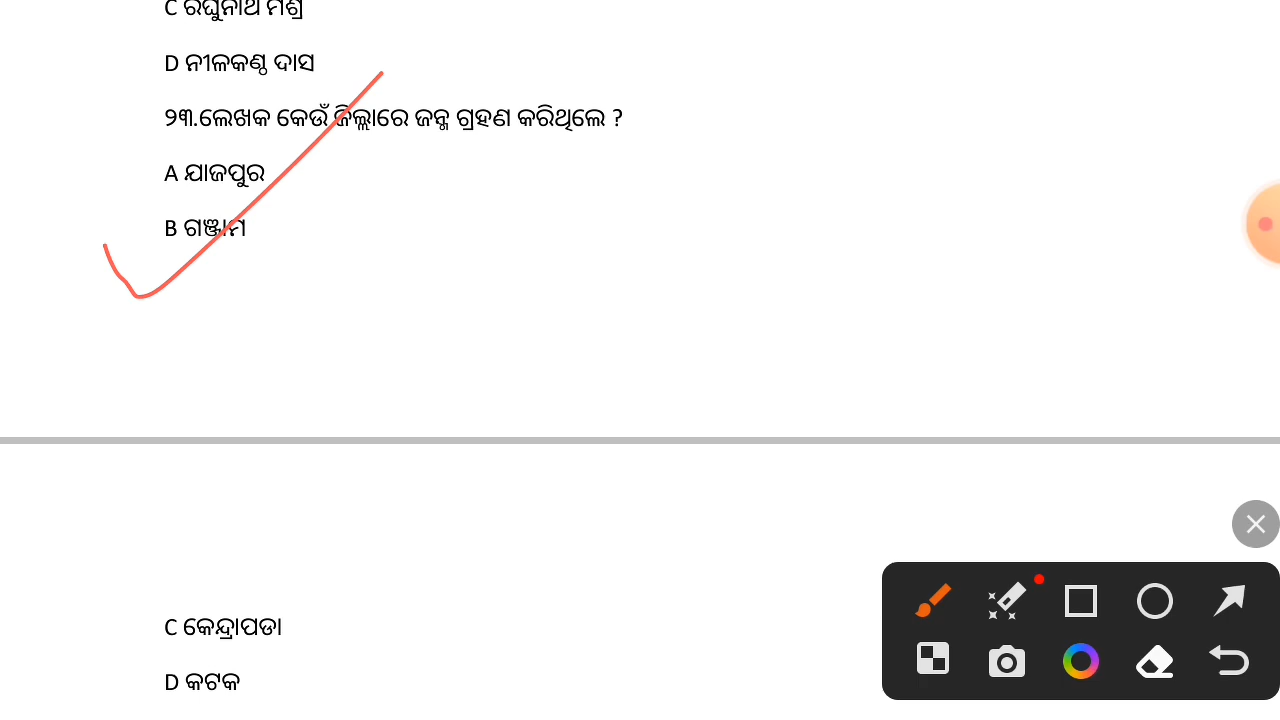 C ରଘୁନାଥ ମିଶ୍ର
D ନୀଳକଣ୍ଠ ଦାସ
୨୩.ଲେଖକ କେଉଁ ଜିଲ୍ଲାରେ ଜନ୍ମ ଗ୍ରହଣ କରିଥିଲେ ?
A ଯାଜପୁର
B ଗଞ୍ଜାମ
C କେନ୍ଦ୍ରାପଡା
D କଟକ